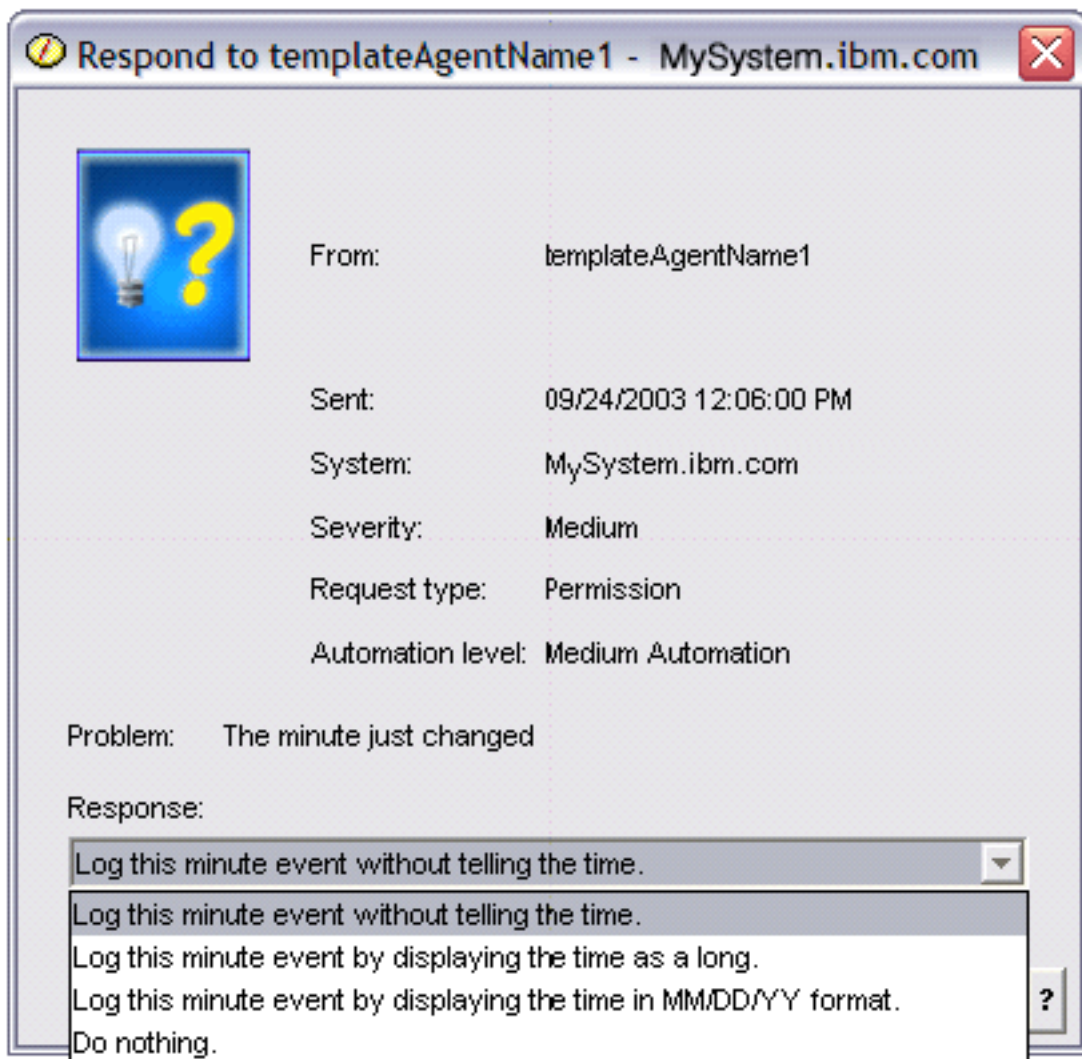 Respond to templateAgentName1 - MySystem.ibm.com
?
From: templateAgentName1
Sent: 09/24/2003 12:06:00 PM
System: MySystem.ibm.com
Severity: Medium
Request type: Permission
Automation level: Medium Automation
Problem: The minute just changed
Response:
Log this minute event without telling the time.
Log this minute event without telling the time.
Log this minute event by displaying the time as a long.
Log this minute event by displaying the time in MM/DD/YY format.
?
Do nothing.